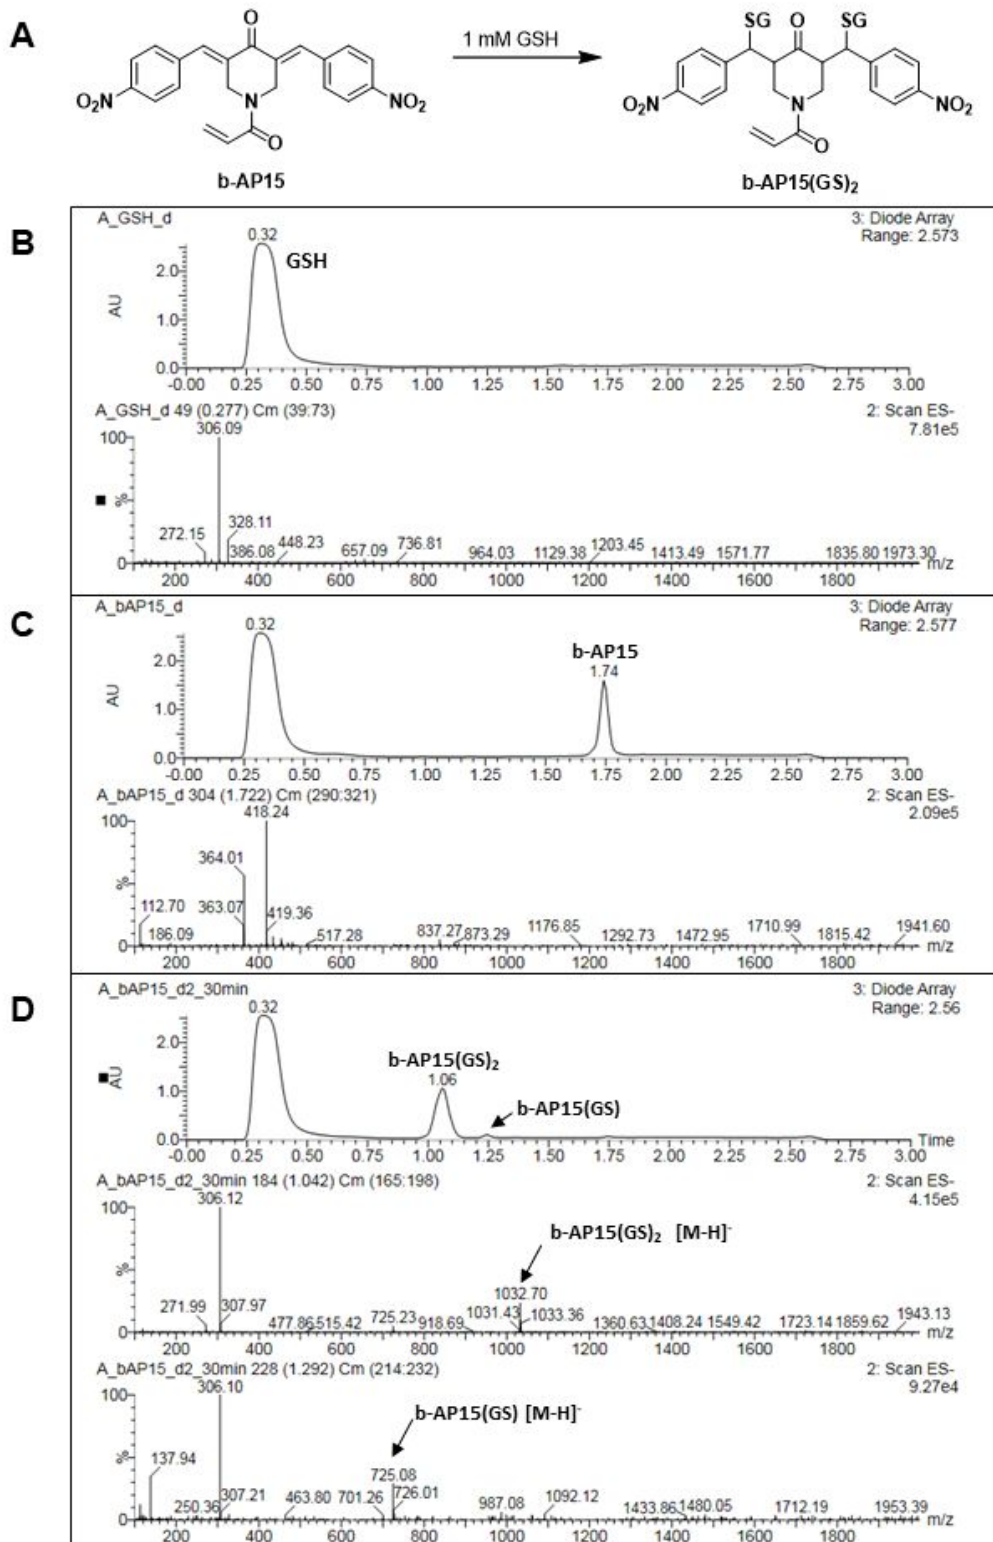 A
O
O2N
N
O
NO2
b-AP15
1 mM GSH
SG O SG
O2N
N
O
NO2
b-AP15(GS)2
B
A_GSH_d
3: Diode Array
Range: 2.573
0.32
GSH
AU
2.0
1.0
0.0
-0.00 0.25 0.50 0.75 1.00 1.25 1.50 1.75 2.00 2.25 2.50 2.75 3.00
A_GSH_d 49 (0.277) Cm (39:73)
2: Scan ES-
7.81e5
306.09
100
%
0
272.15 328.11 386.08 448.23 657.09 736.81 964.03 1129.38 1203.45 1413.49 1571.77 1835.80 1973.30
200 400 600 800 1000 1200 1400 1600 1800 m/z
C
A_bAP15_d
3: Diode Array
Range: 2.577
0.32
b-AP15
1.74
AU
2.0
1.0
0.0
-0.00 0.25 0.50 0.75 1.00 1.25 1.50 1.75 2.00 2.25 2.50 2.75 3.00
A_bAP15_d 304 (1.722) Cm (290:321)
2: Scan ES-
2.09e5
418.24
100
%
0
364.01
112.70 363.07 419.36
186.09 517.28 837.27 873.29 1176.85 1292.73 1472.95 1710.99 1815.42 1941.60
200 400 600 800 1000 1200 1400 1600 1800 m/z
D
A_bAP15_d2_30min
3: Diode Array
Range: 2.56
0.32
b-AP15(GS)2
1.06
b-AP15(GS)
AU
2.0
1.0
0.0
Time
-0.00 0.25 0.50 0.75 1.00 1.25 1.50 1.75 2.00 2.25 2.50 2.75 3.00
A_bAP15_d2_30min 184 (1.042) Cm (165:198)
2: Scan ES-
4.15e5
306.12
100
%
0
b-AP15(GS)2 [M-H]-
1032.70
271.99 307.97 477.86 515.42 725.23 918.69 1031.43 1033.36 1360.63 1408.24 1549.42 1723.14 1859.62 1943.13
200 400 600 800 1000 1200 1400 1600 1800 m/z
A_bAP15_d2_30min 228 (1.292) Cm (214:232)
2: Scan ES-
9.27e4
306.10
100
%
0
b-AP15(GS) [M-H]-
137.94 725.08
250.36 307.21 463.80 701.26 726.01 987.08 1092.12 1433.86 1480.05 1712.19 1953.39
200 400 600 800 1000 1200 1400 1600 1800 m/z